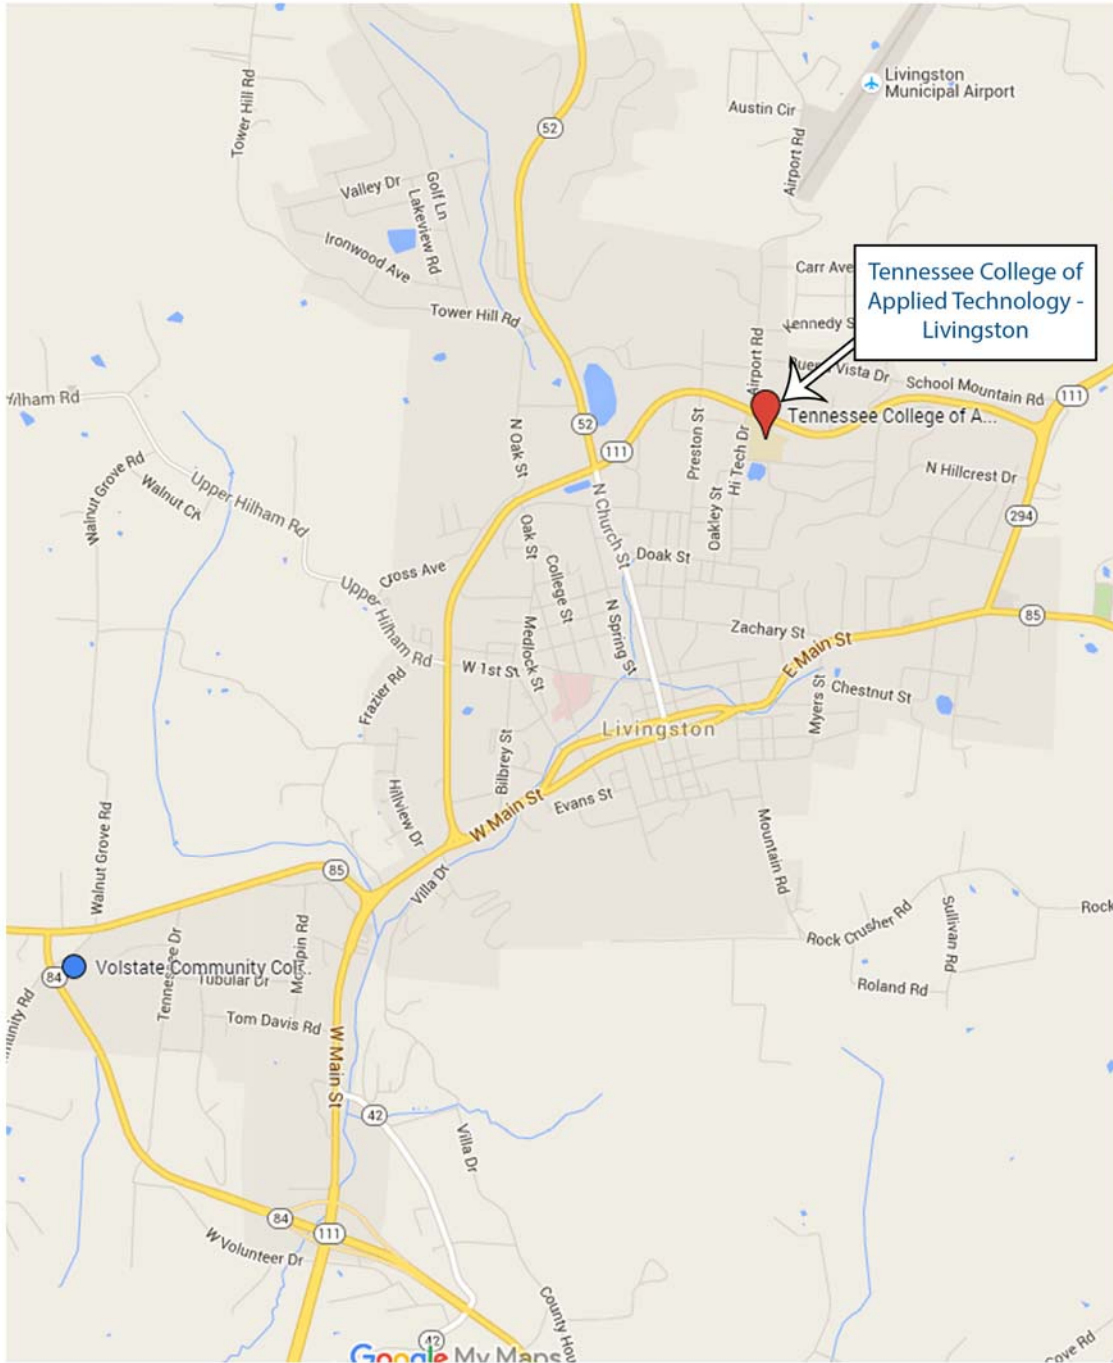 Livingston
Municipal Airport
Austin Cir
Airport Rd
Tower Hill Rd
52
Valley Dr
Golf Ln
Lakeview Rd
Ironwood Ave
Tower Hill Rd
Carr Ave
Kennedy S
Tennessee College of
Applied Technology -
Livingston
Airport Rd
Vista Dr
School Mountain Rd
111
Tennessee College of A...
Hilham Rd
N Oak St
52
Preston St
Hi Tech Dr
111
N Hillcrest Dr
Walnut Grove Rd
Walnut
Upper Hilham Rd
N Church St
Oakley St
294
Oak St
Doak St
Cross Ave
College St
Upper Hilham Rd
N Spring St
Zachary St
85
Medlock St
E Main St
W 1st St
Frazier Rd
Myers St
Chestnut St
Livingston
Bilbrey St
Hillview Dr
W Main St
Evans St
Mountain Rd
Walnut Grove Rd
85
Villa Dr
Rock Crusher Rd
Sullivan Rd
Rock
Volstate Community Col...
84
Tennessee Dr
Tubular Dr
Roland Rd
Tom Davis Rd
munity Rd
W Main St
42
Villa Dr
84
111
W Volunteer Dr
County Hou
42
Google My Maps
Cove Rd